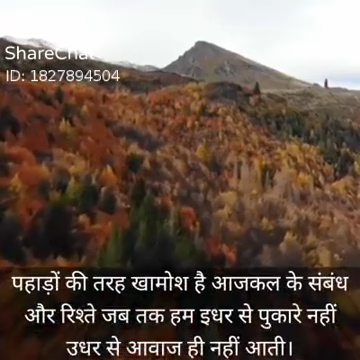 ShareChat
ID: 1827894504
पहाड़ों की तरह खामोश है आजकल के संबंध
और रिश्ते जब तक हम इधर से पुकारे नहीं
उधर से आवाज ही नहीं आती।